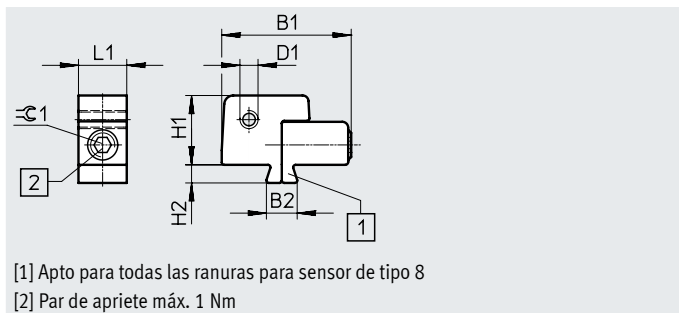 B1
L1
D1
H1
=Ɛ1
2
H2
B2
1
[1] Apto para todas las ranuras para sensor de tipo 8
[2] Par de apriete máx. 1 Nm